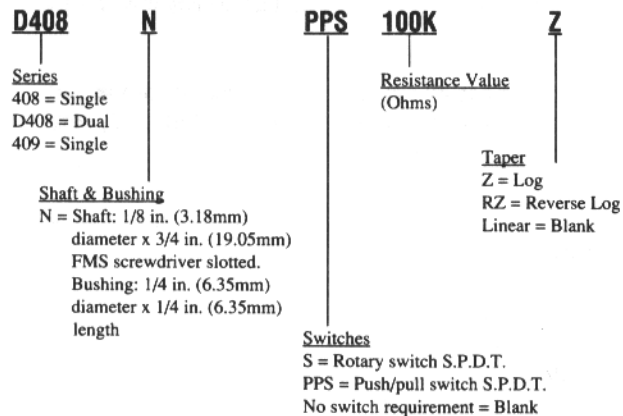 D408 N PPS 100K Z
Series
408 = Single
D408 = Dual
409 = Single
Resistance Value
(Ohms)
Taper
Z = Log
RZ = Reverse Log
Linear = Blank
Shaft & Bushing
N = Shaft: 1/8 in. (3.18mm)
diameter x 3/4 in. (19.05mm)
FMS screwdriver slotted.
Bushing: 1/4 in. (6.35mm)
diameter x 1/4 in. (6.35mm)
length
Switches
S = Rotary switch S.P.D.T.
PPS = Push/pull switch S.P.D.T.
No switch requirement = Blank